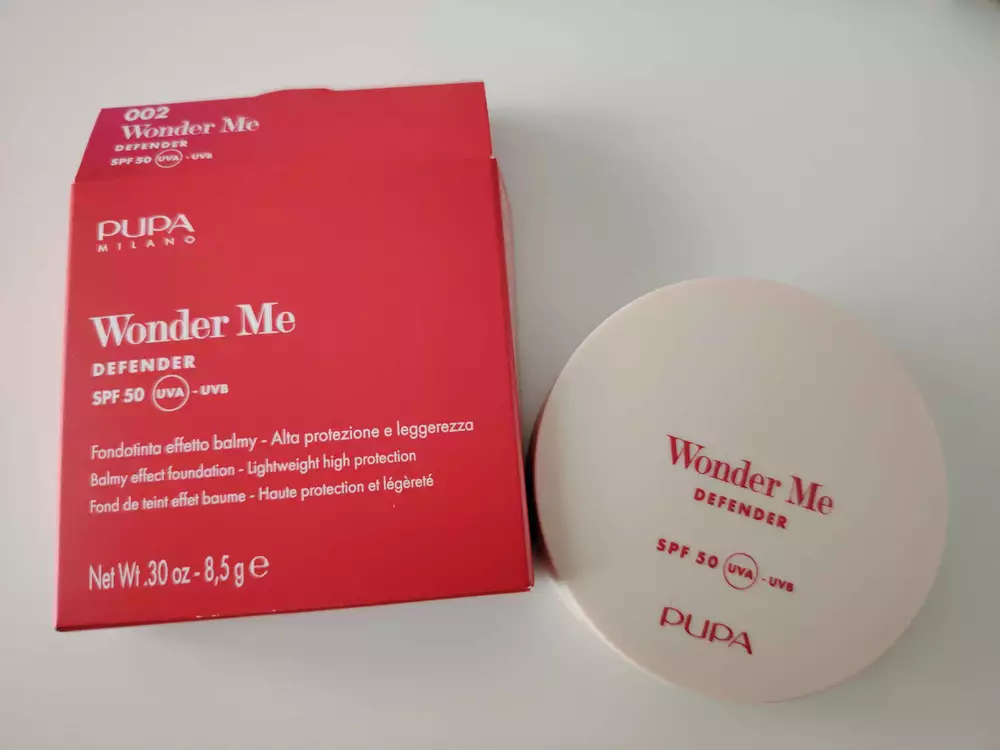 002
Wonder Me
DEFENDER
SPF 50 UVA - UVB
PUPA
MILANO
Wonder Me
DEFENDER
SPF 50 UVA - UVB
Fondotinta effetto balmy - Alta protezione e leggerezza
Balmy effect foundation - Lightweight high protection
Fond de teint effet baume - Haute protection et légèreté
Net Wt .30 oz - 8,5 g ℮
Wonder Me
DEFENDER
SPF 50 UVA - UVB
PUPA